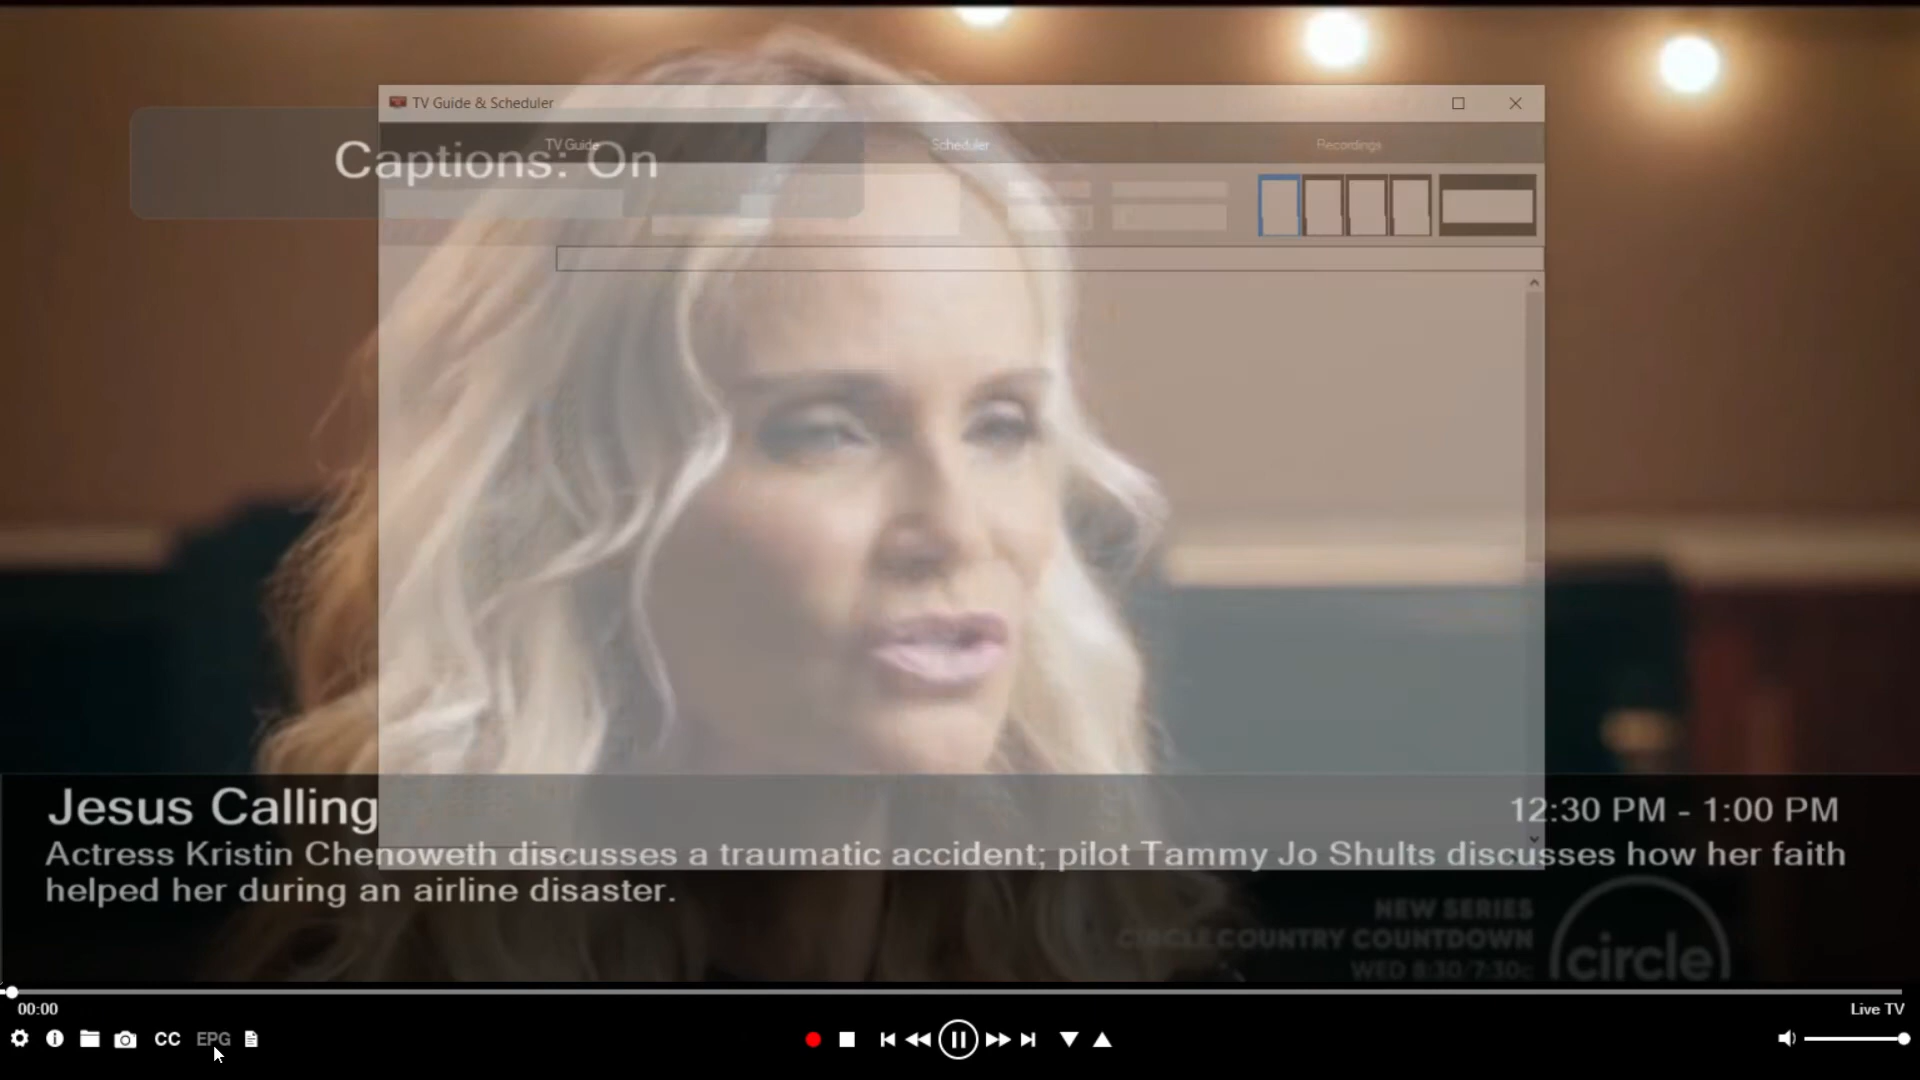 TV Guide & Scheduler
TV Guide
Scheduler
Recordings
Captions: On
Jesus Calling
12:30 PM - 1:00 PM
Actress Kristin Chenoweth discusses a traumatic accident; pilot Tammy Jo Shults discusses how her faith
helped her during an airline disaster.
NEW SERIES
CIRCLE COUNTRY COUNTDOWN
WED 8:30/7:30c
circle
00:00
Live TV
CC
EPG